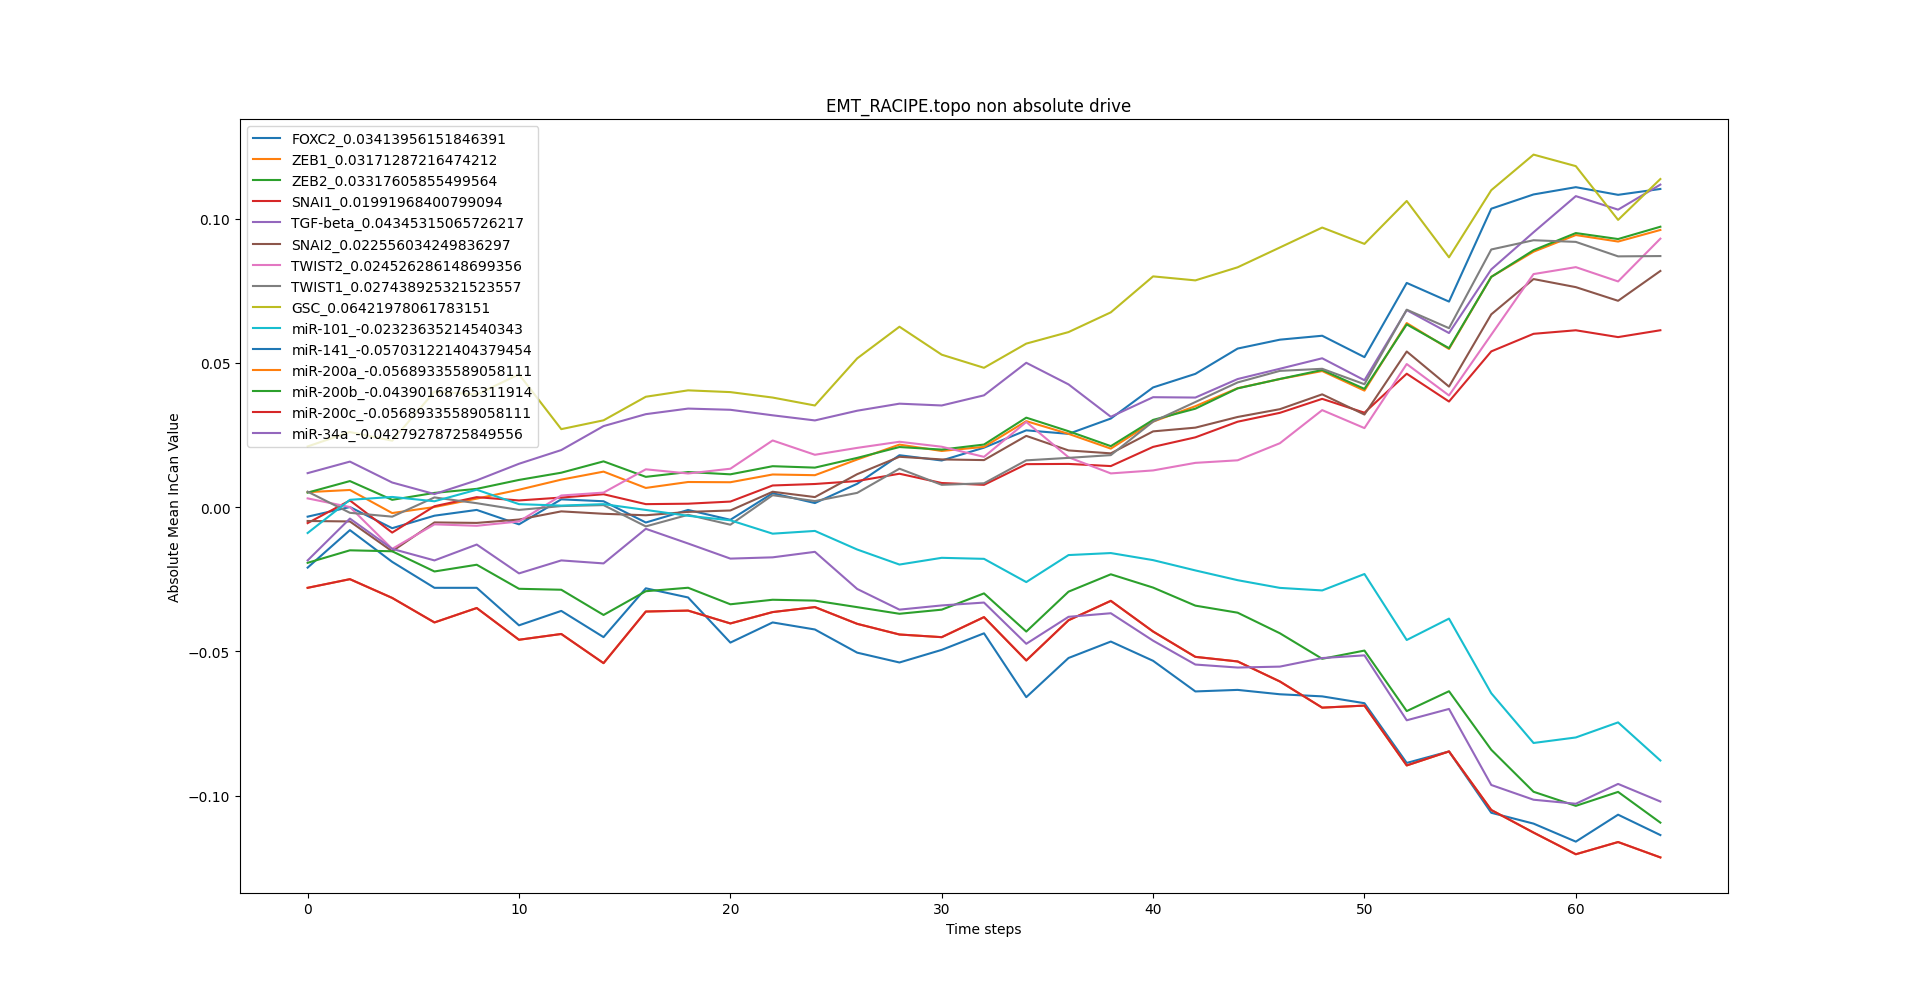 EMT_RACIPE.topo non absolute drive
FOXC2_0.03413956151846391
ZEB1_0.03171287216474212
ZEB2_0.03317605855499564
SNAI1_0.01991968400799094
TGF-beta_0.04345315065726217
SNAI2_0.022556034249836297
TWIST2_0.024526286148699356
TWIST1_0.027438925321523557
GSC_0.06421978061783151
miR-101_-0.02323635214540343
miR-141_-0.057031221404379454
miR-200a_-0.05689335589058111
miR-200b_-0.04390168765311914
miR-200c_-0.05689335589058111
miR-34a_-0.04279278725849556
Absolute Mean InCan Value
0.10
0.05
0.00
−0.05
−0.10
0 10 20 30 40 50 60
Time steps